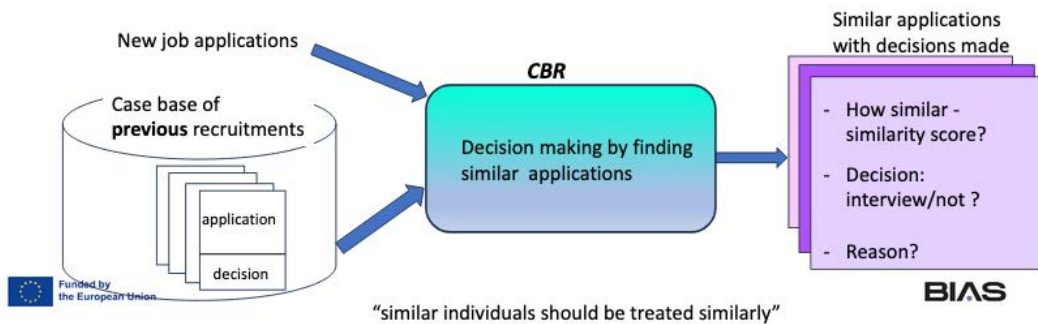 New job applications
Case base of
previous recruitments
application
decision
CBR
Decision making by finding
similar applications
Similar applications
with decisions made
- How similar -
similarity score?
- Decision:
interview/not ?
- Reason?
Funded by
the European Union
BIAS
“similar individuals should be treated similarly”